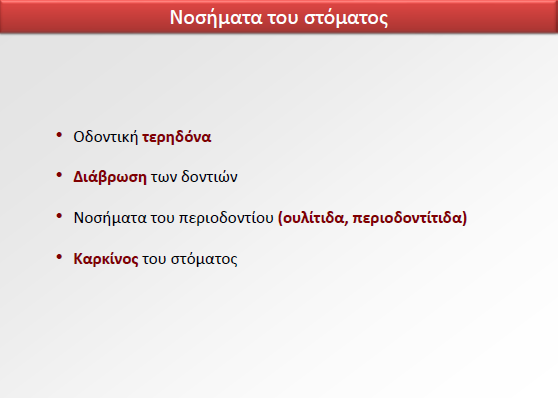 Νοσήματα του στόματος
• Οδοντική τερηδόνα
• Διάβρωση των δοντιών
• Νοσήματα του περιοδοντίου (ουλίτιδα, περιοδοντίτιδα)
• Καρκίνος του στόματος